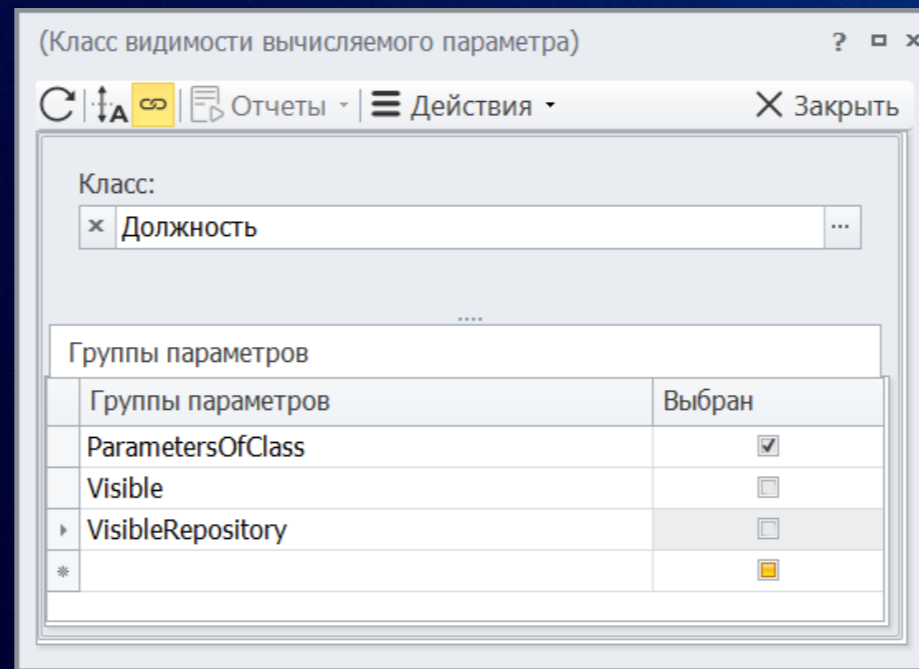 (Класс видимости вычисляемого параметра) ?
A Отчеты Действия Закрыть
Класс:
Должность ...
Группы параметров
Группы параметров Выбран
ParametersOfClass
Visible
VisibleRepository